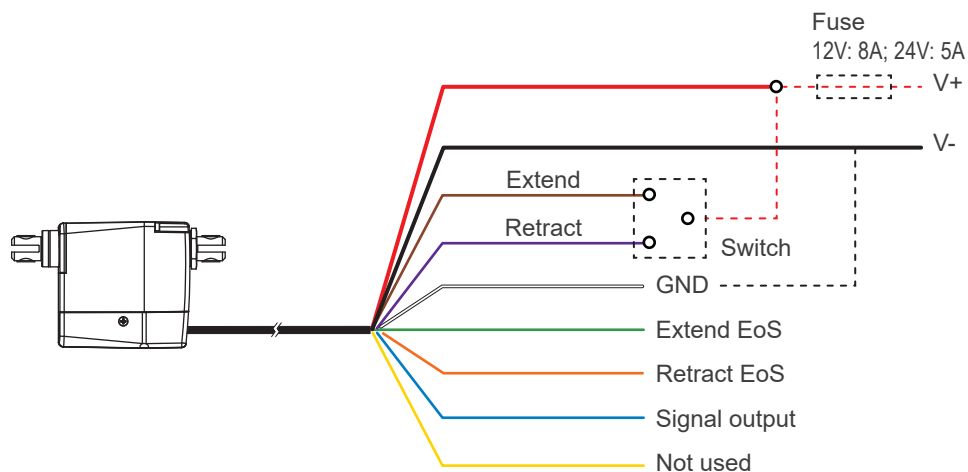 Fuse
12V: 8A; 24V: 5A
V+
V-
Extend
Retract
Switch
GND
Extend EoS
Retract EoS
Signal output
Not used